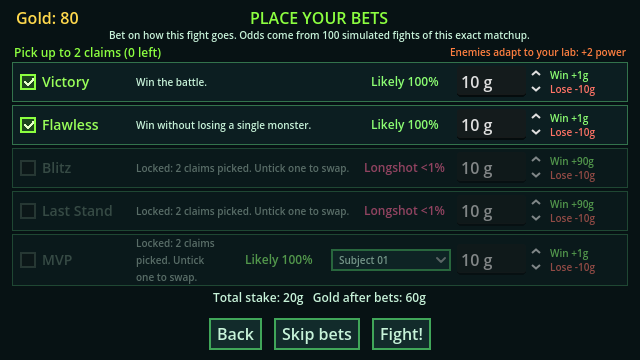 Gold: 80
PLACE YOUR BETS
Bet on how this fight goes. Odds come from 100 simulated fights of this exact matchup.
Pick up to 2 claims (0 left)
Enemies adapt to your lab: +2 power
Victory
Win the battle.
Likely 100%
10 g
Win +1g
Lose -10g
Flawless
Win without losing a single monster.
Likely 100%
10 g
Win +1g
Lose -10g
Blitz
Locked: 2 claims picked. Untick one to swap.
Longshot <1%
10 g
Win +90g
Lose -10g
Last Stand
Locked: 2 claims picked. Untick one to swap.
Longshot <1%
10 g
Win +90g
Lose -10g
MVP
Locked: 2 claims
picked. Untick
one to swap.
Likely 100%
Subject 01
10 g
Win +1g
Lose -10g
Total stake: 20g Gold after bets: 60g
Back
Skip bets
Fight!